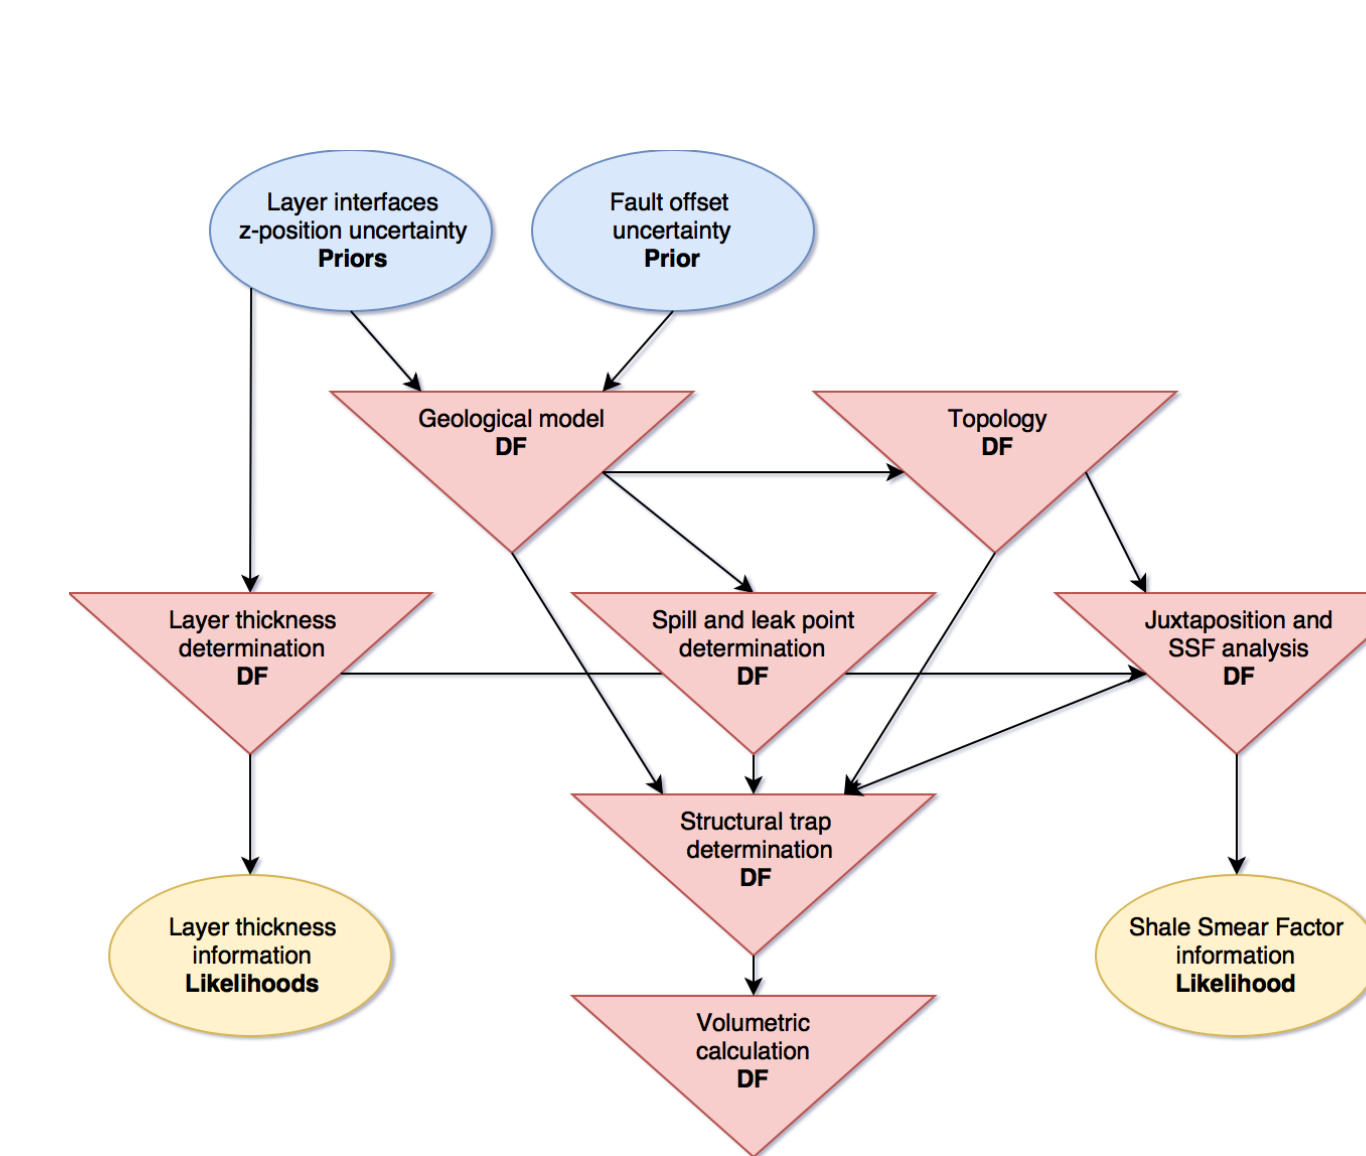 Layer interfaces
z-position uncertainty
Priors
Fault offset
uncertainty
Prior
Geological model
DF
Topology
DF
Layer thickness
determination
DF
Spill and leak point
determination
DF
Juxtaposition and
SSF analysis
DF
Structural trap
determination
DF
Layer thickness
information
Likelihoods
Shale Smear Factor
information
Likelihood
Volumetric
calculation
DF